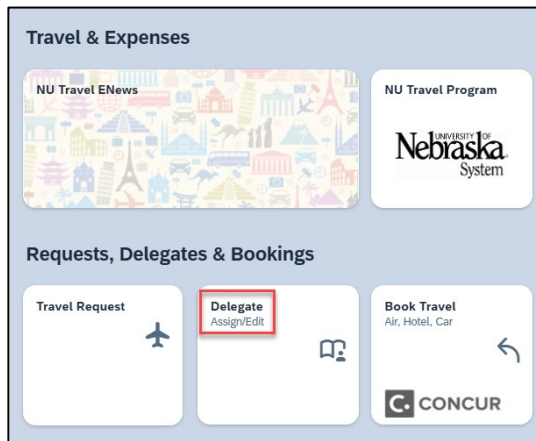 Travel & Expenses
NU Travel ENews
NU Travel Program
UNIVERSITY OF
Nebraska
System
Requests, Delegates & Bookings
Travel Request
Delegate
Assign/Edit
Book Travel
Air, Hotel, Car
C. CONCUR